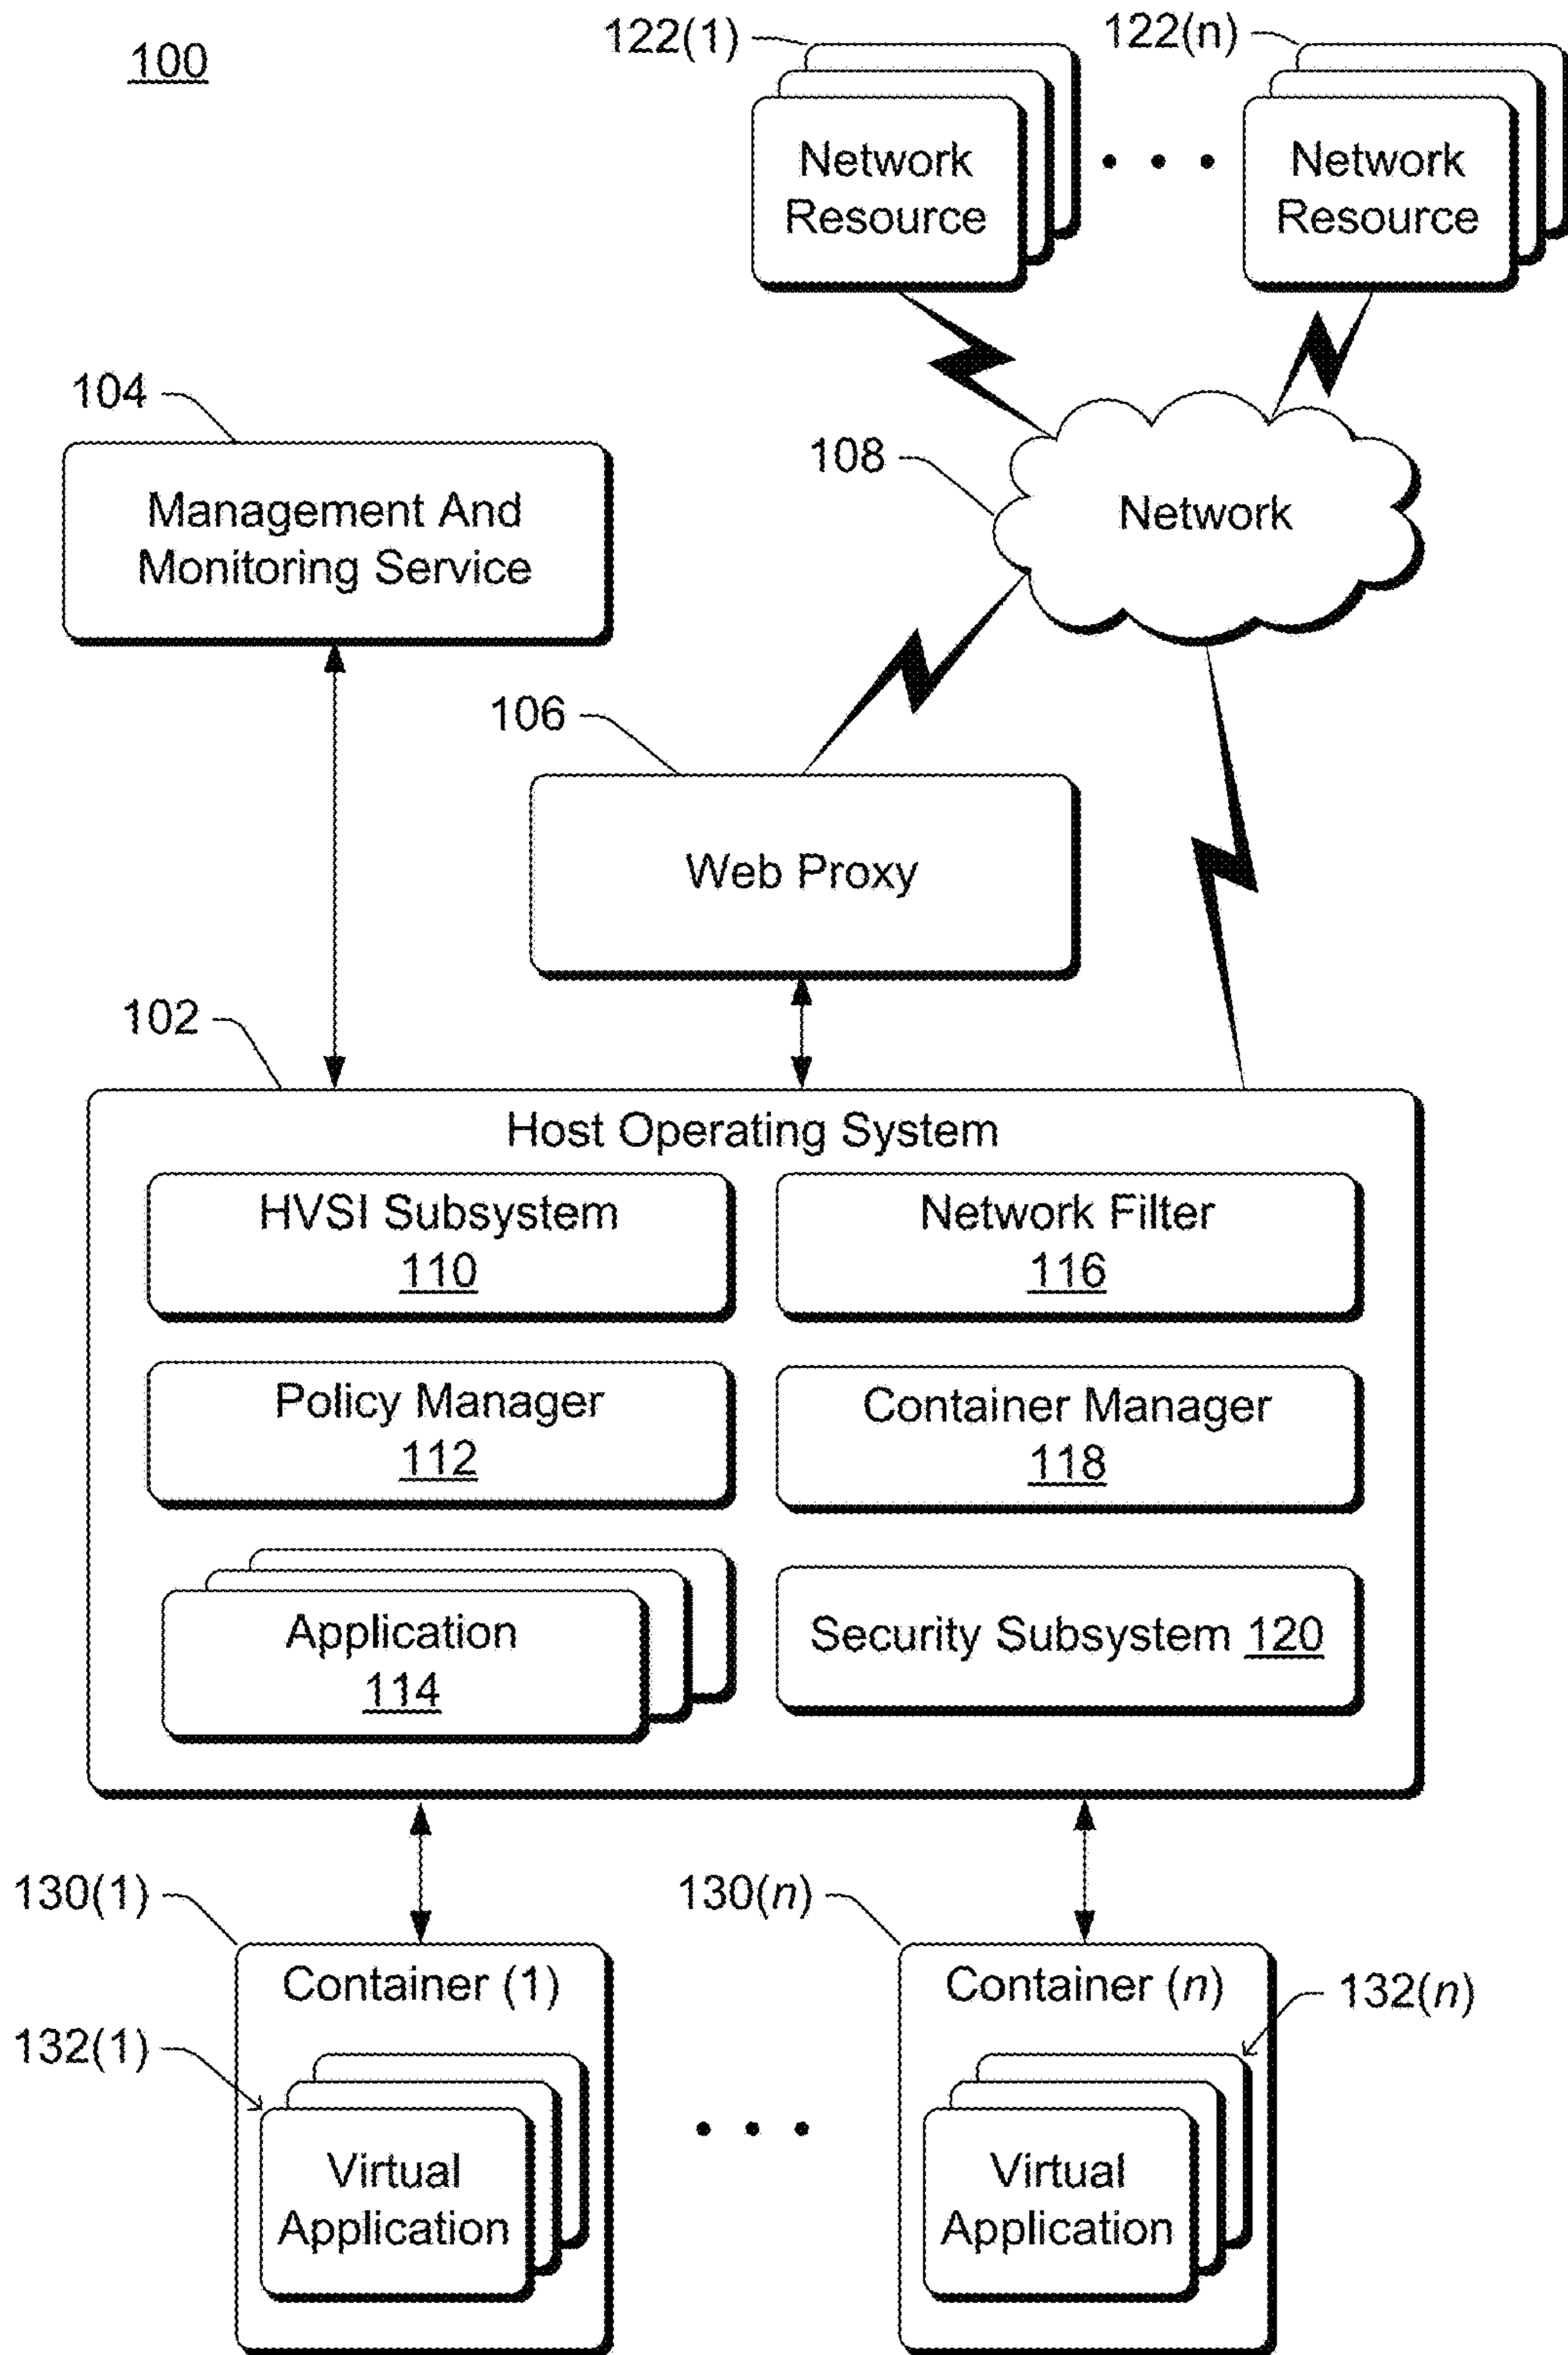 100
122(1)
122(n)
Network
Resource
Network
Resource
104
Management And
Monitoring Service
108
Network
106
Web Proxy
102
Host Operating System
HVSI Subsystem
110
Network Filter
116
Policy Manager
112
Container Manager
118
Application
114
Security Subsystem 120
130(1)
130(n)
Container (1)
Container (n)
132(1)
132(n)
Virtual
Application
Virtual
Application